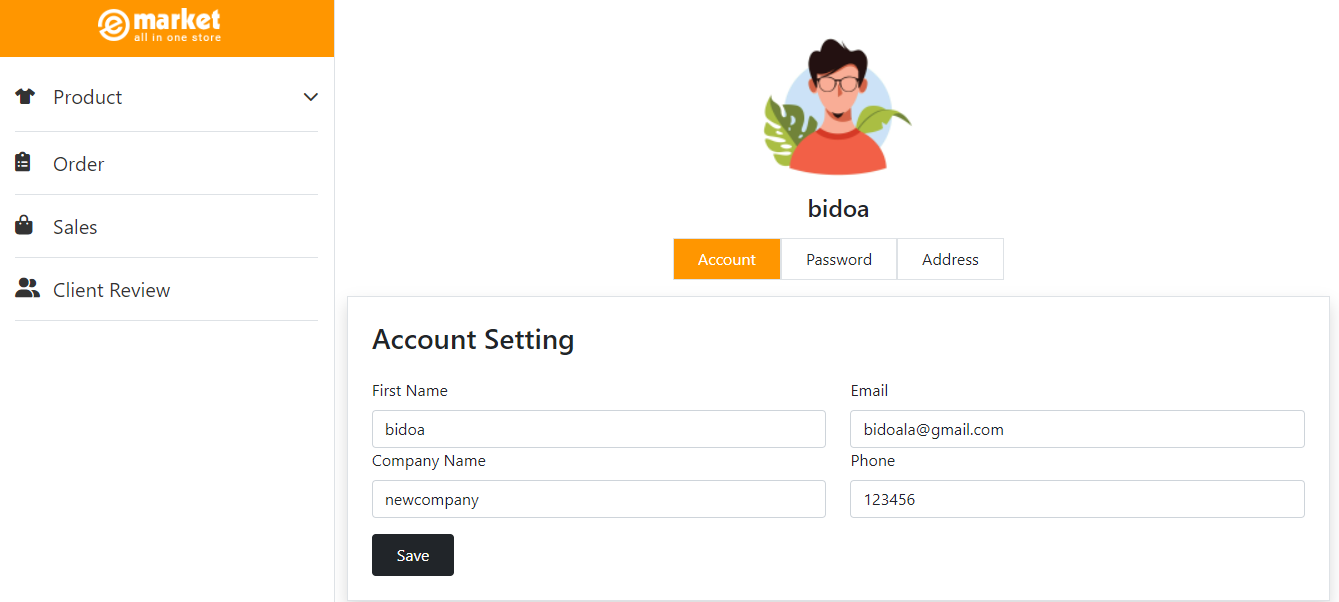 e market
all in one store
Product
Order
Sales
Client Review
bidoa
Account Password Address
Account Setting
First Name Email
bidoa bidoala@gmail.com
Company Name Phone
newcompany 123456
Save